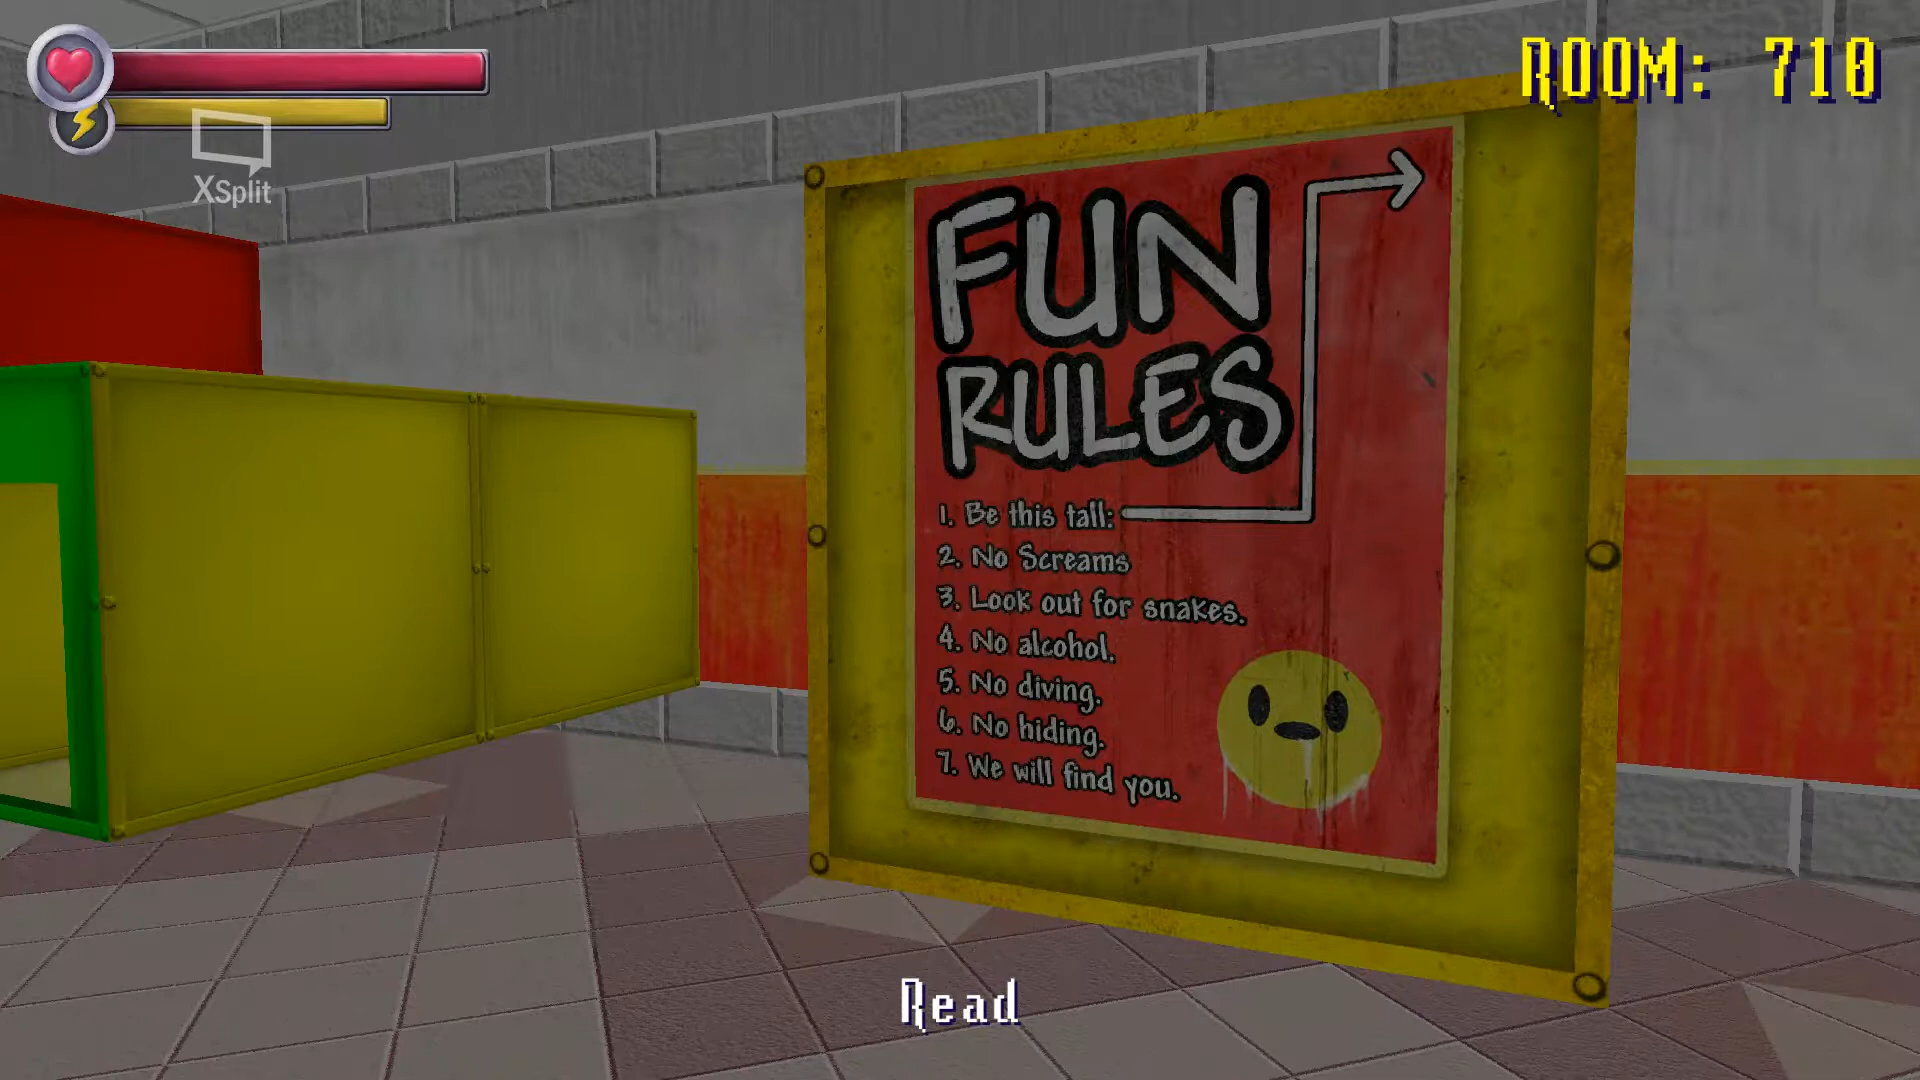 ROOM: 710
XSplit
FUN
RULES
1. Be this tall:
2. No Screams
3. Look out for snakes.
4. No alcohol.
5. No diving.
6. No hiding.
7. We will find you.
Read